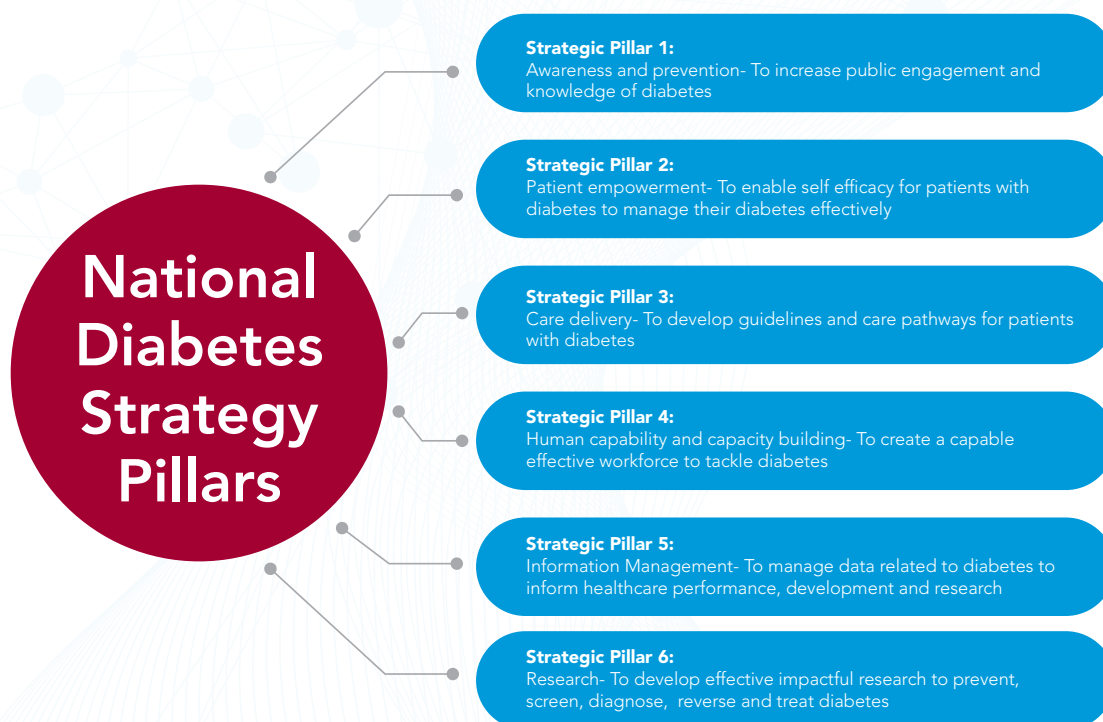 National
Diabetes
Strategy
Pillars
Strategic Pillar 1:
Awareness and prevention- To increase public engagement and
knowledge of diabetes
Strategic Pillar 2:
Patient empowerment- To enable self efficacy for patients with
diabetes to manage their diabetes effectively
Strategic Pillar 3:
Care delivery- To develop guidelines and care pathways for patients
with diabetes
Strategic Pillar 4:
Human capability and capacity building- To create a capable
effective workforce to tackle diabetes
Strategic Pillar 5:
Information Management- To manage data related to diabetes to
inform healthcare performance, development and research
Strategic Pillar 6:
Research- To develop effective impactful research to prevent,
screen, diagnose, reverse and treat diabetes